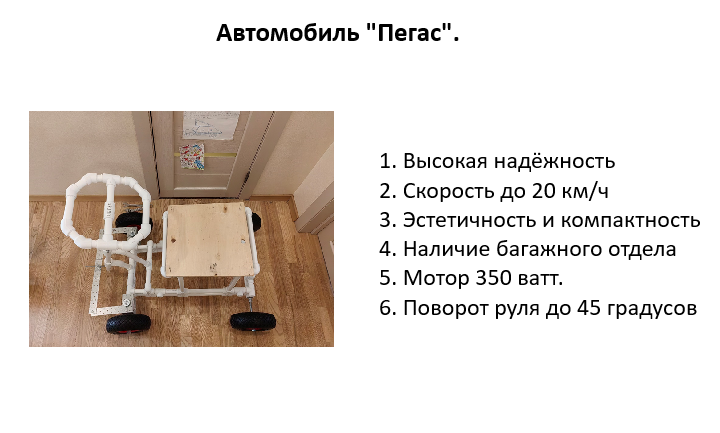 Автомобиль "Пегас".
1. Высокая надёжность
2. Скорость до 20 км/ч
3. Эстетичность и компактность
4. Наличие багажного отдела
5. Мотор 350 ватт.
6. Поворот руля до 45 градусов